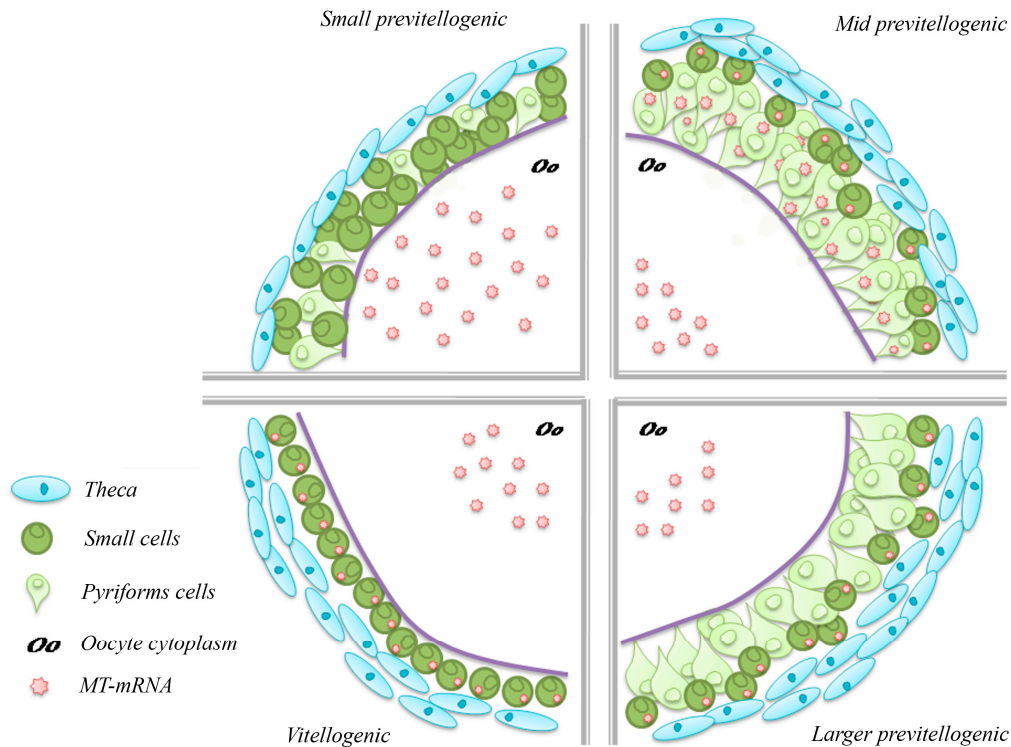 Small previtellogenic
Mid previtellogenic
Oo
Oo
Oo
Oo
Theca
Small cells
Pyriforms cells
Oo Oocyte cytoplasm
MT-mRNA
Vitellogenic
Larger previtellogenic